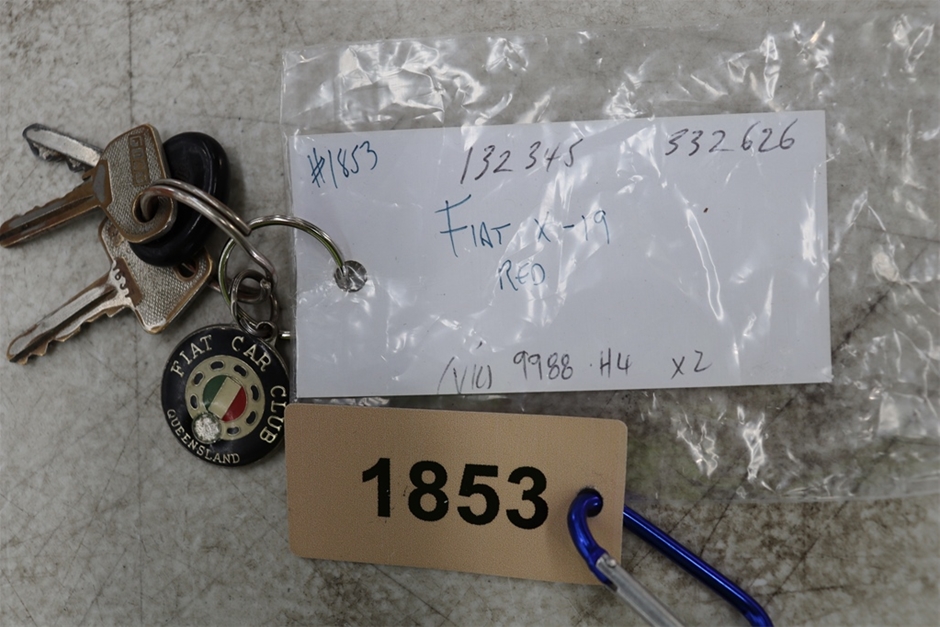 #1853 132345 332626
FIAT X-19
RED
(VIC) 9988·H4 X2
FIAT CAR CLUB
QUEENSLAND
1853